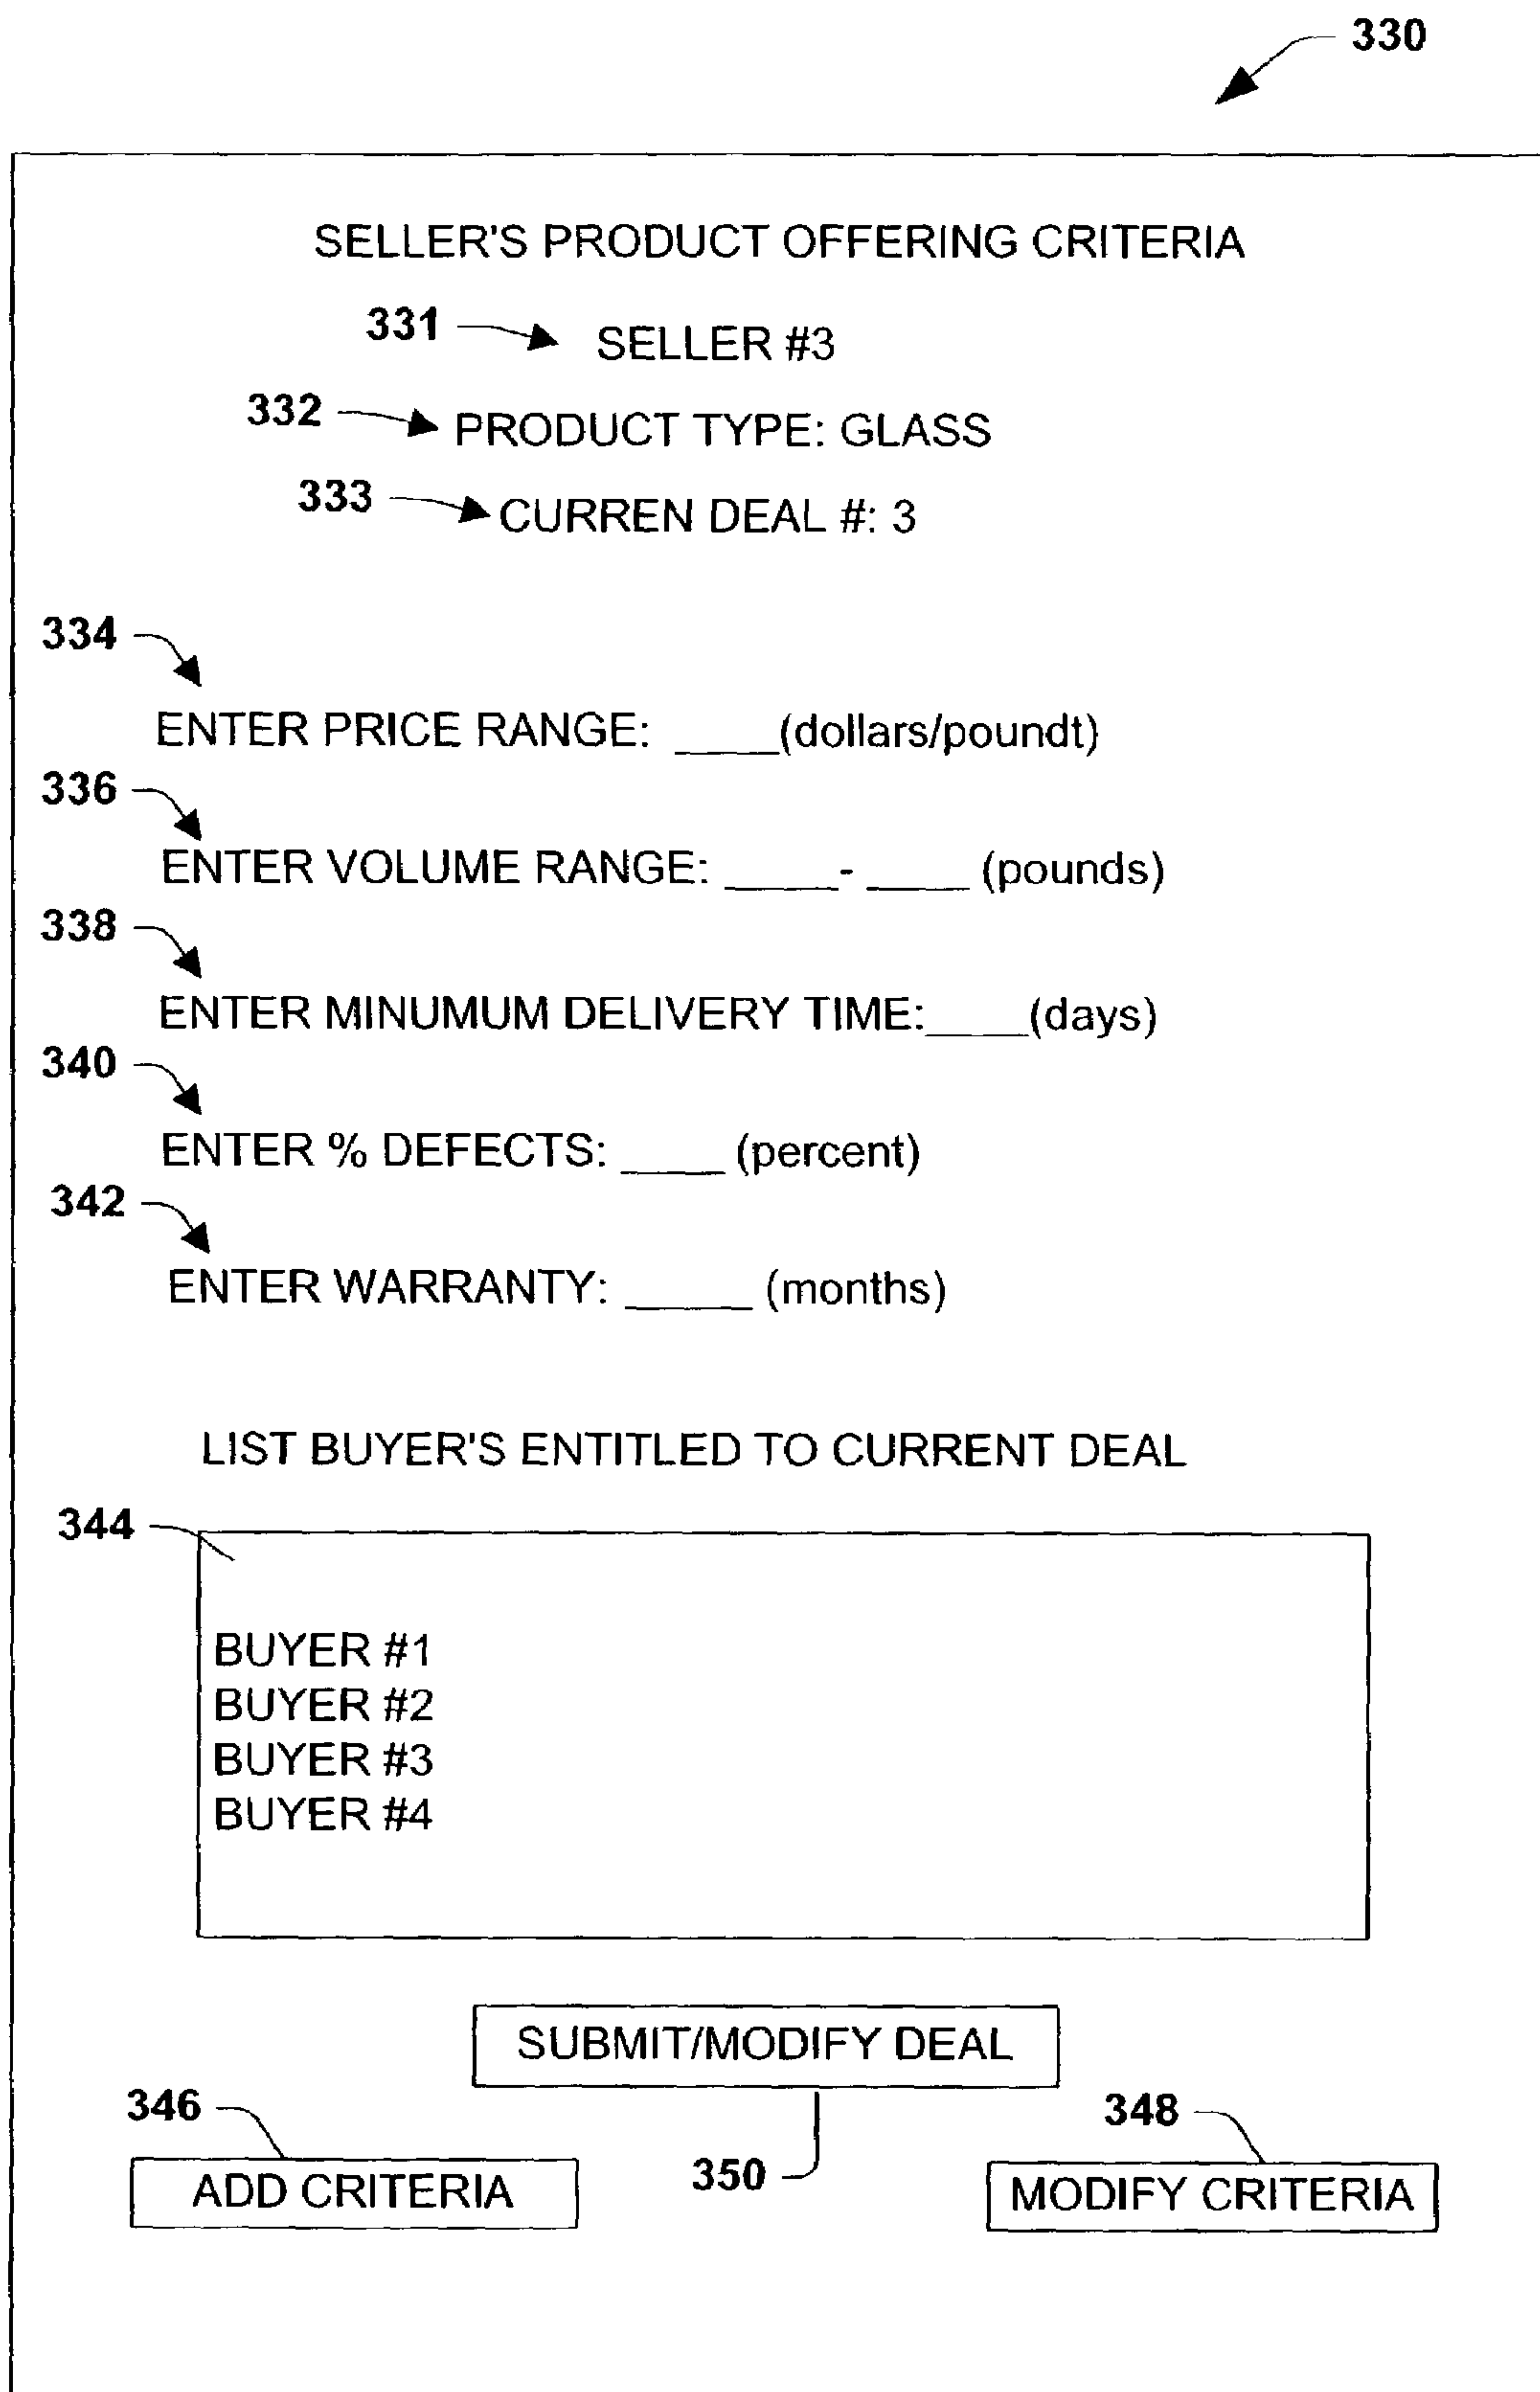 330
SELLER'S PRODUCT OFFERING CRITERIA
331 SELLER #3
332 PRODUCT TYPE: GLASS
333 CURREN DEAL #: 3
334
ENTER PRICE RANGE: ____(dollars/poundt)
336
ENTER VOLUME RANGE: ____- ____ (pounds)
338
ENTER MINUMUM DELIVERY TIME:____(days)
340
ENTER % DEFECTS: ____ (percent)
342
ENTER WARRANTY: _____ (months)
LIST BUYER'S ENTITLED TO CURRENT DEAL
344
BUYER #1
BUYER #2
BUYER #3
BUYER #4
SUBMIT/MODIFY DEAL
346
348
350
ADD CRITERIA
MODIFY CRITERIA